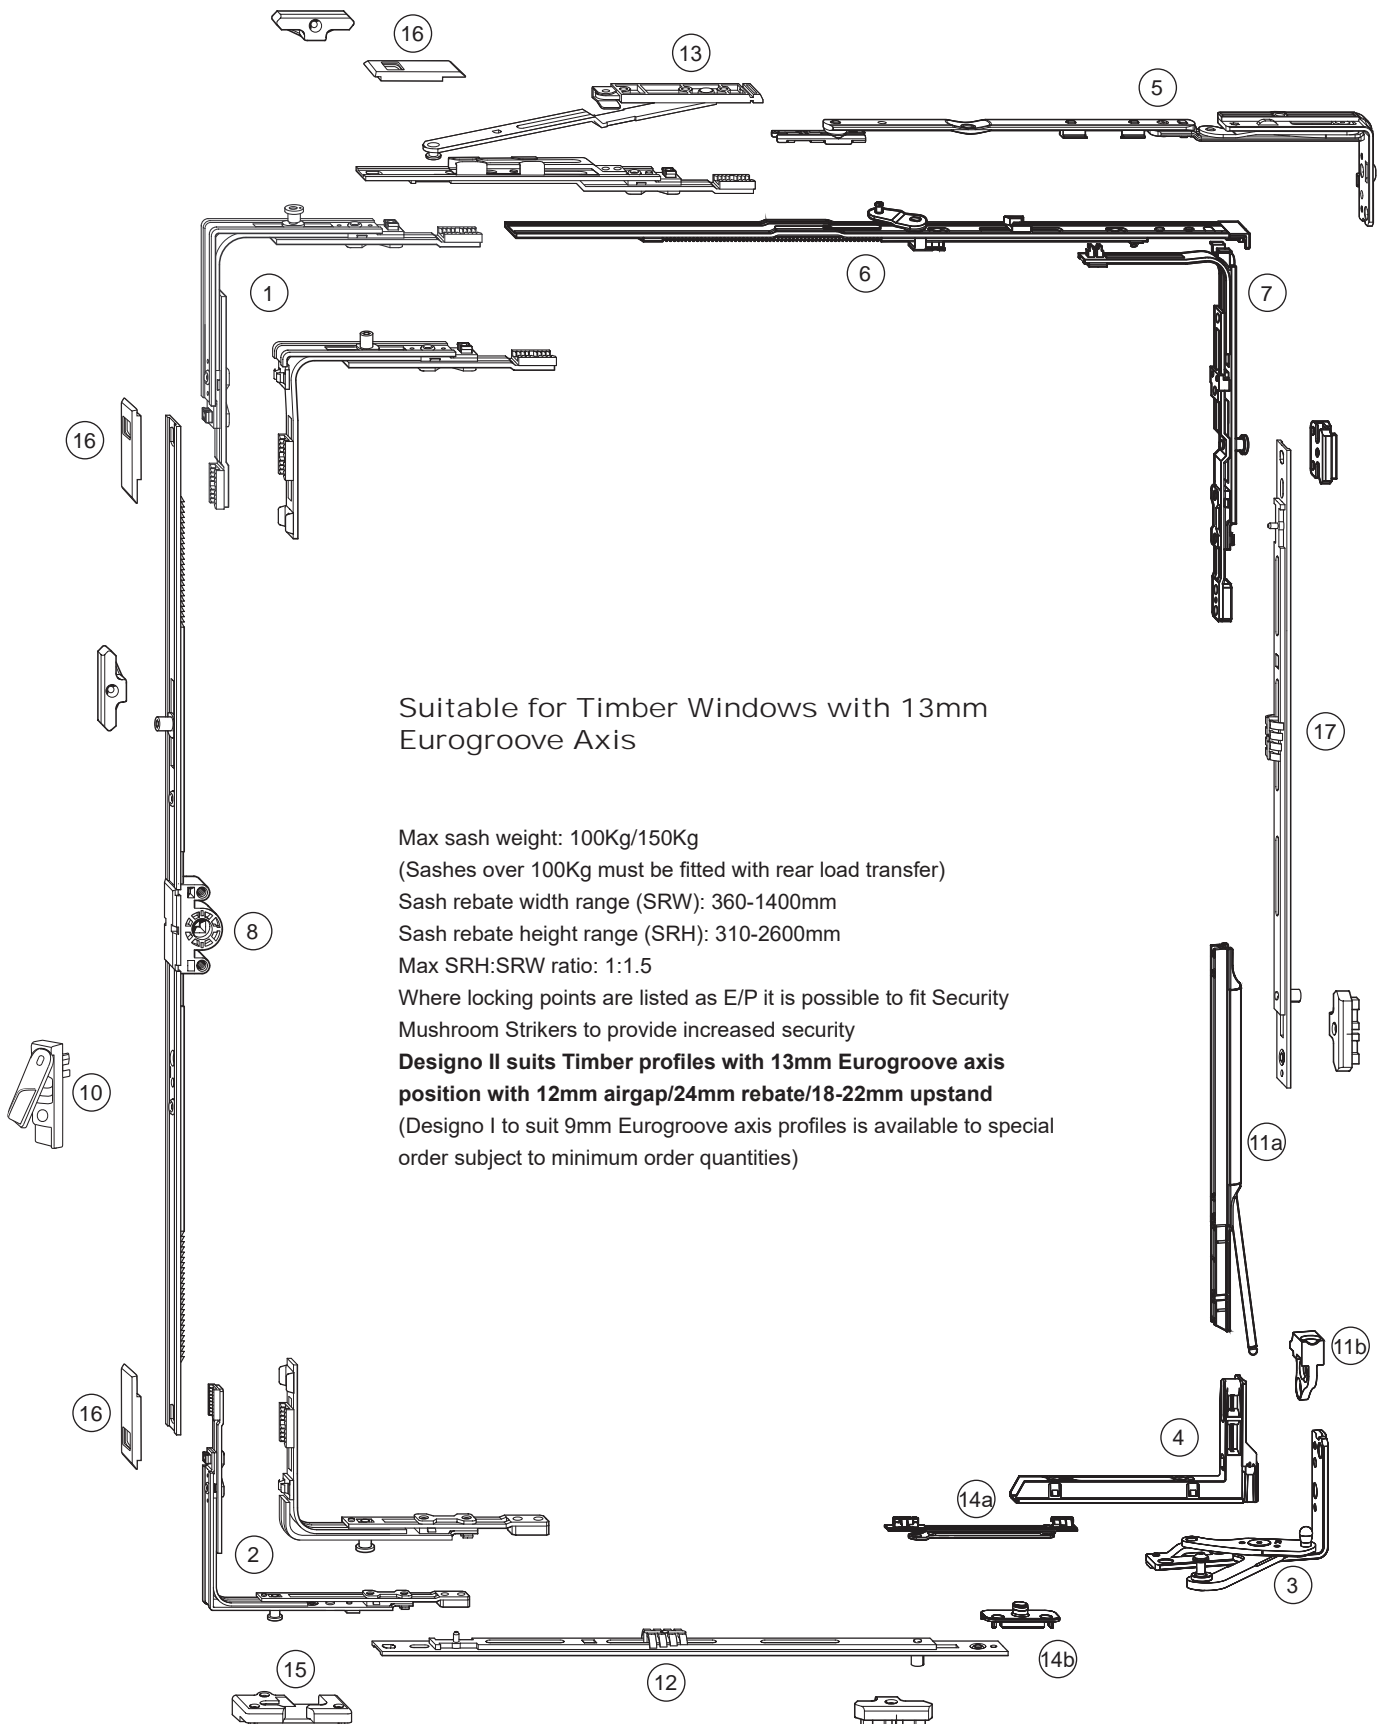 16
13
5
1
6
7
16
Suitable for Timber Windows with 13mm
Eurogroove Axis
17
Max sash weight: 100Kg/150Kg
(Sashes over 100Kg must be fitted with rear load transfer)
Sash rebate width range (SRW): 360-1400mm
8
Sash rebate height range (SRH): 310-2600mm
Max SRH:SRW ratio: 1:1.5
Where locking points are listed as E/P it is possible to fit Security
Mushroom Strikers to provide increased security
Designo II suits Timber profiles with 13mm Eurogroove axis
10
position with 12mm airgap/24mm rebate/18-22mm upstand
(Designo I to suit 9mm Eurogroove axis profiles is available to special
order subject to minimum order quantities)
11a
11b
16
4
14a
2
3
14b
15
12